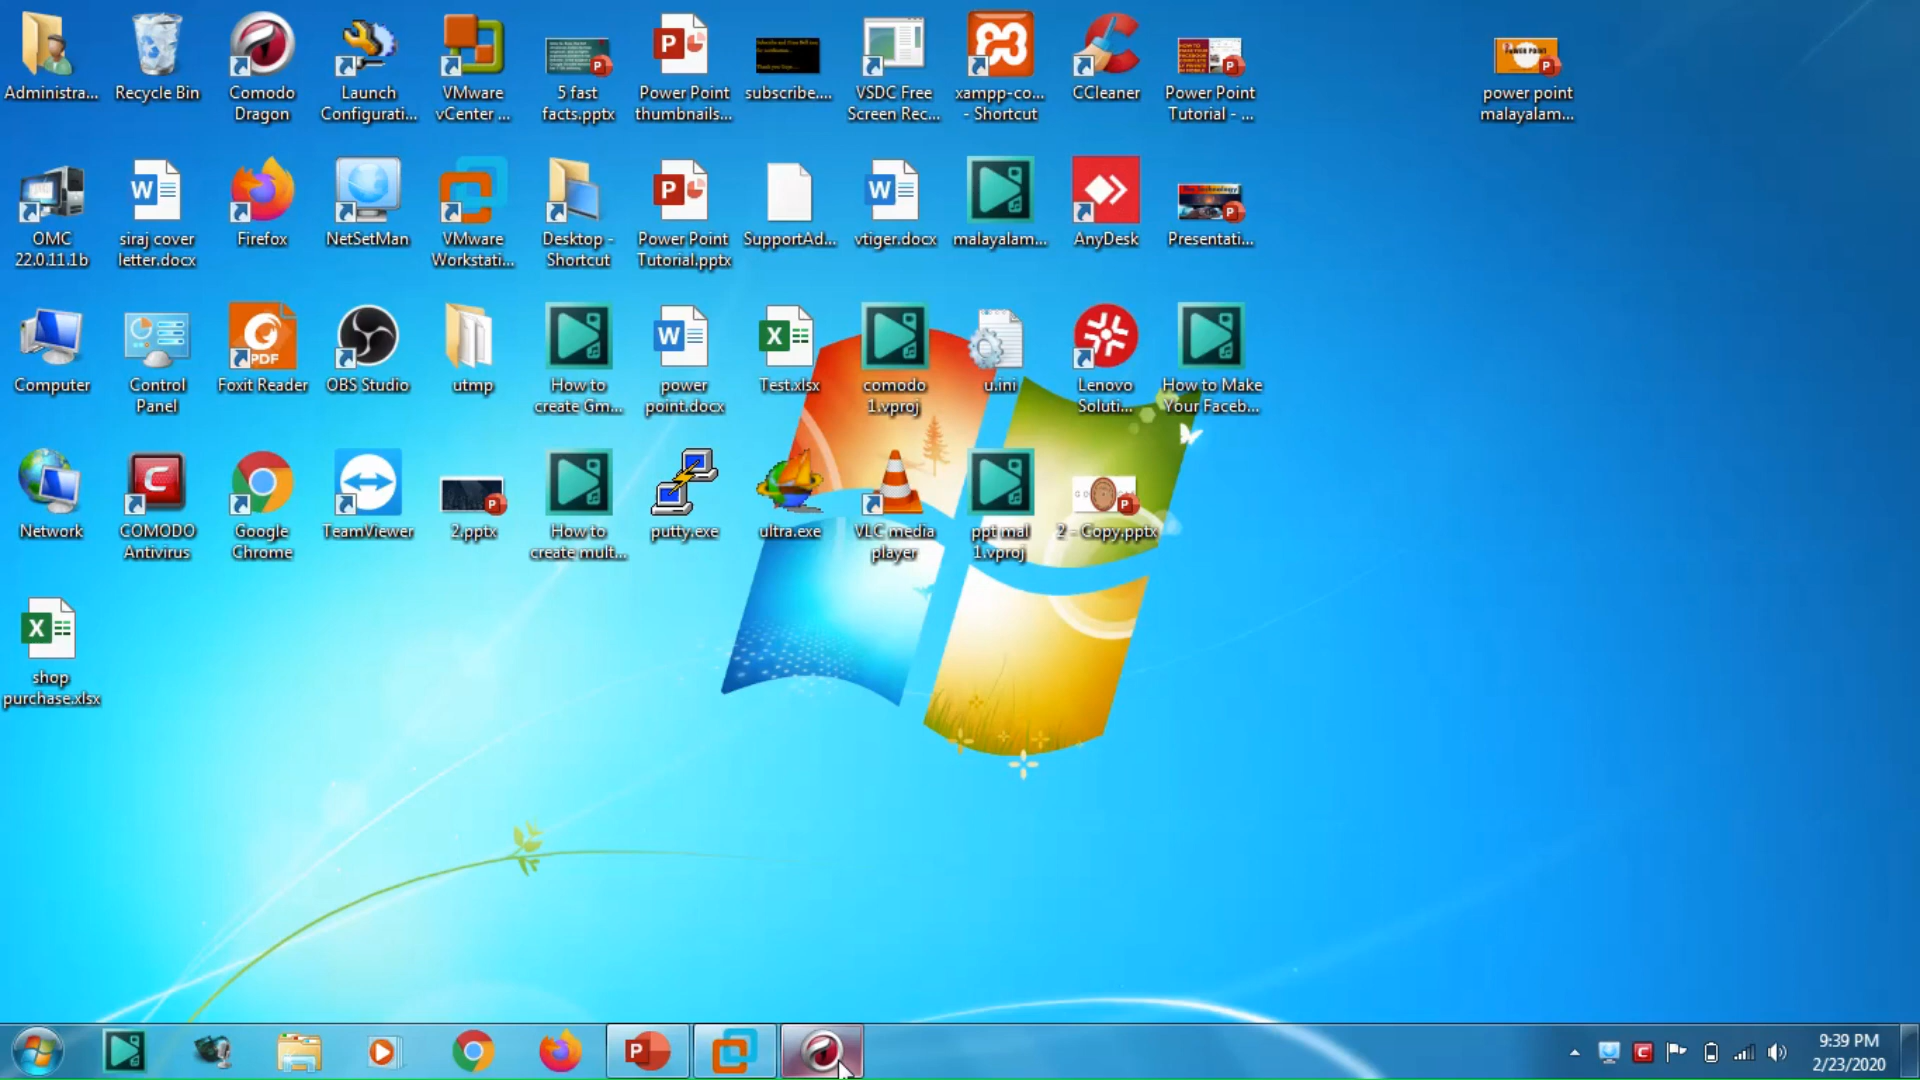 Administra...
Recycle Bin
Comodo
Dragon
Launch
Configurati...
VMware
vCenter ...
5 fast
facts.pptx
Power Point
thumbnails...
subscribe....
VSDC Free
Screen Rec...
xampp-co...
- Shortcut
CCleaner
Power Point
Tutorial - ...
POWER POINT
power point
malayalam...
OMC
22.0.11.1b
siraj cover
letter.docx
Firefox
NetSetMan
VMware
Workstati...
Desktop -
Shortcut
Power Point
Tutorial.pptx
SupportAd...
vtiger.docx
malayalam...
AnyDesk
Presentati...
Computer
Control
Panel
PDF
Foxit Reader
OBS Studio
utmp
How to
create Gm...
power
point.docx
Test.xlsx
comodo
1.vproj
u.ini
Lenovo
Soluti...
How to Make
Your Faceb...
Network
COMODO
Antivirus
Google
Chrome
TeamViewer
2.pptx
How to
create mult...
putty.exe
ultra.exe
VLC media
player
ppt mal
1.vproj
2 - Copy.pptx
shop
purchase.xlsx
9:39 PM
2/23/2020